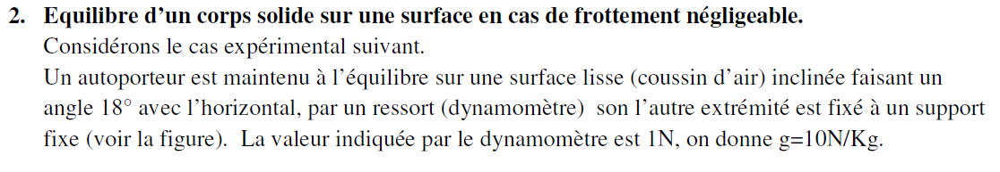 2. Equilibre d’un corps solide sur une surface en cas de frottement négligeable.
Considérons le cas expérimental suivant.
Un autoporteur est maintenu à l’équilibre sur une surface lisse (coussin d’air) inclinée faisant un
angle 18° avec l’horizontal, par un ressort (dynamomètre) son l’autre extrémité est fixé à un support
fixe (voir la figure). La valeur indiquée par le dynamomètre est 1N, on donne g=10N/Kg.